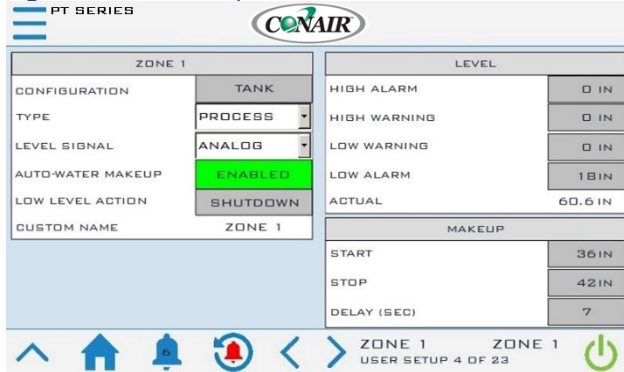 PT SERIES
CONAIR
ZONE 1
CONFIGURATION TANK
TYPE PROCESS
LEVEL SIGNAL ANALOG
AUTO-WATER MAKEUP ENABLED
LOW LEVEL ACTION SHUTDOWN
CUSTOM NAME ZONE 1
LEVEL
HIGH ALARM 0 IN
HIGH WARNING 0 IN
LOW WARNING 0 IN
LOW ALARM 18IN
ACTUAL 60.6 IN
MAKEUP
START 36IN
STOP 42IN
DELAY (SEC) 7
6
ZONE 1 ZONE 1
USER SETUP 4 OF 23